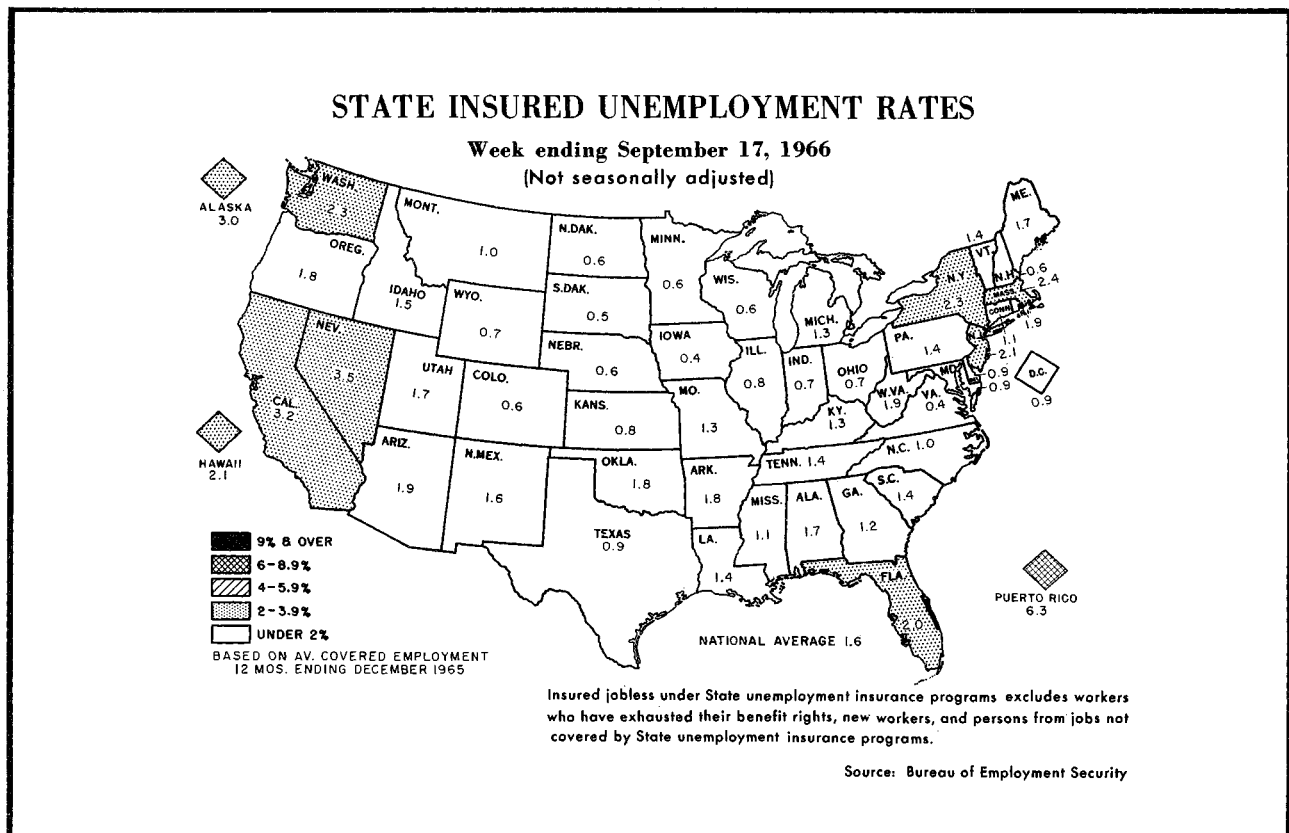 STATE INSURED UNEMPLOYMENT RATES
Week ending September 17, 1966
(Not seasonally adjusted)
ALASKA
3.0
WASH
2.3
OREG.
1.8
MONT.
1.0
IDAHO
1.5
WYO.
0.7
N.DAK.
0.6
S.DAK.
0.5
NEBR.
0.6
KANS.
0.8
MINN.
0.6
IOWA
0.4
MO.
1.3
WIS.
0.6
MICH.
1.3
ILL.
0.8
IND.
0.7
OHIO
0.7
KY.
1.3
W.VA.
1.9
VA.
0.4
PA.
1.4
N.Y.
2.3
1.4
VT.
N.H
0.6
ME.
1.7
MASS.
2.4
CONN.
1.9
1.1
N.J.
2.1
0.9
MD.
0.9
D.C.
0.9
NEV.
3.5
CAL.
3.2
UTAH
1.7
COLO.
0.6
ARIZ.
1.9
N.MEX.
1.6
OKLA.
1.8
TEXAS
0.9
ARK.
1.8
LA.
1.4
TENN. 1.4
N.C. 1.0
S.C.
1.4
MISS.
1.1
ALA.
1.7
GA.
1.2
FLA.
2.0
HAWAII
2.1
PUERTO RICO
6.3
9% & OVER
6-8.9%
4-5.9%
2-3.9%
UNDER 2%
BASED ON AV. COVERED EMPLOYMENT
12 MOS. ENDING DECEMBER 1965
NATIONAL AVERAGE 1.6
Insured jobless under State unemployment insurance programs excludes workers
who have exhausted their benefit rights, new workers, and persons from jobs not
covered by State unemployment insurance programs.
Source: Bureau of Employment Security